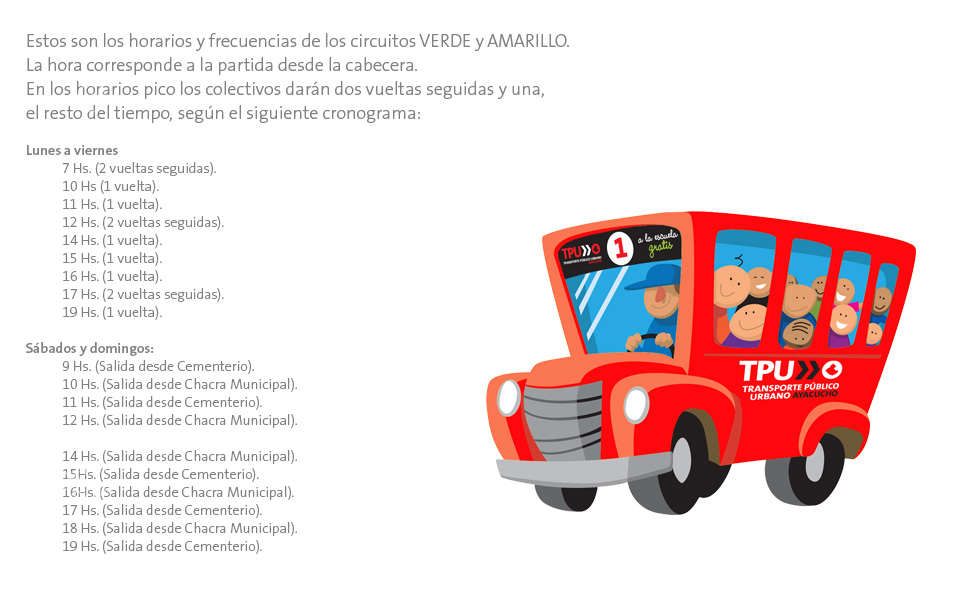 Estos son los horarios y frecuencias de los circuitos VERDE y AMARILLO.
La hora corresponde a la partida desde la cabecera.
En los horarios pico los colectivos darán dos vueltas seguidas y una,
el resto del tiempo, según el siguiente cronograma:
Lunes a viernes
7 Hs. (2 vueltas seguidas).
10 Hs (1 vuelta).
11 Hs. (1 vuelta).
12 Hs. (2 vueltas seguidas).
14 Hs. (1 vuelta).
15 Hs. (1 vuelta).
16 Hs. (1 vuelta).
17 Hs. (2 vueltas seguidas).
19 Hs. (1 vuelta).
Sábados y domingos:
9 Hs. (Salida desde Cementerio).
10 Hs. (Salida desde Chacra Municipal).
11 Hs. (Salida desde Cementerio).
12 Hs. (Salida desde Chacra Municipal).
14 Hs. (Salida desde Chacra Municipal).
15Hs. (Salida desde Cementerio).
16Hs. (Salida desde Chacra Municipal).
17 Hs. (Salida desde Cementerio).
18 Hs. (Salida desde Chacra Municipal).
19 Hs. (Salida desde Cementerio).
TPU
TRANSPORTE PÚBLICO
URBANO AYACUCHO
1
a la escuela
gratis
TPU
TRANSPORTE PÚBLICO
URBANO AYACUCHO